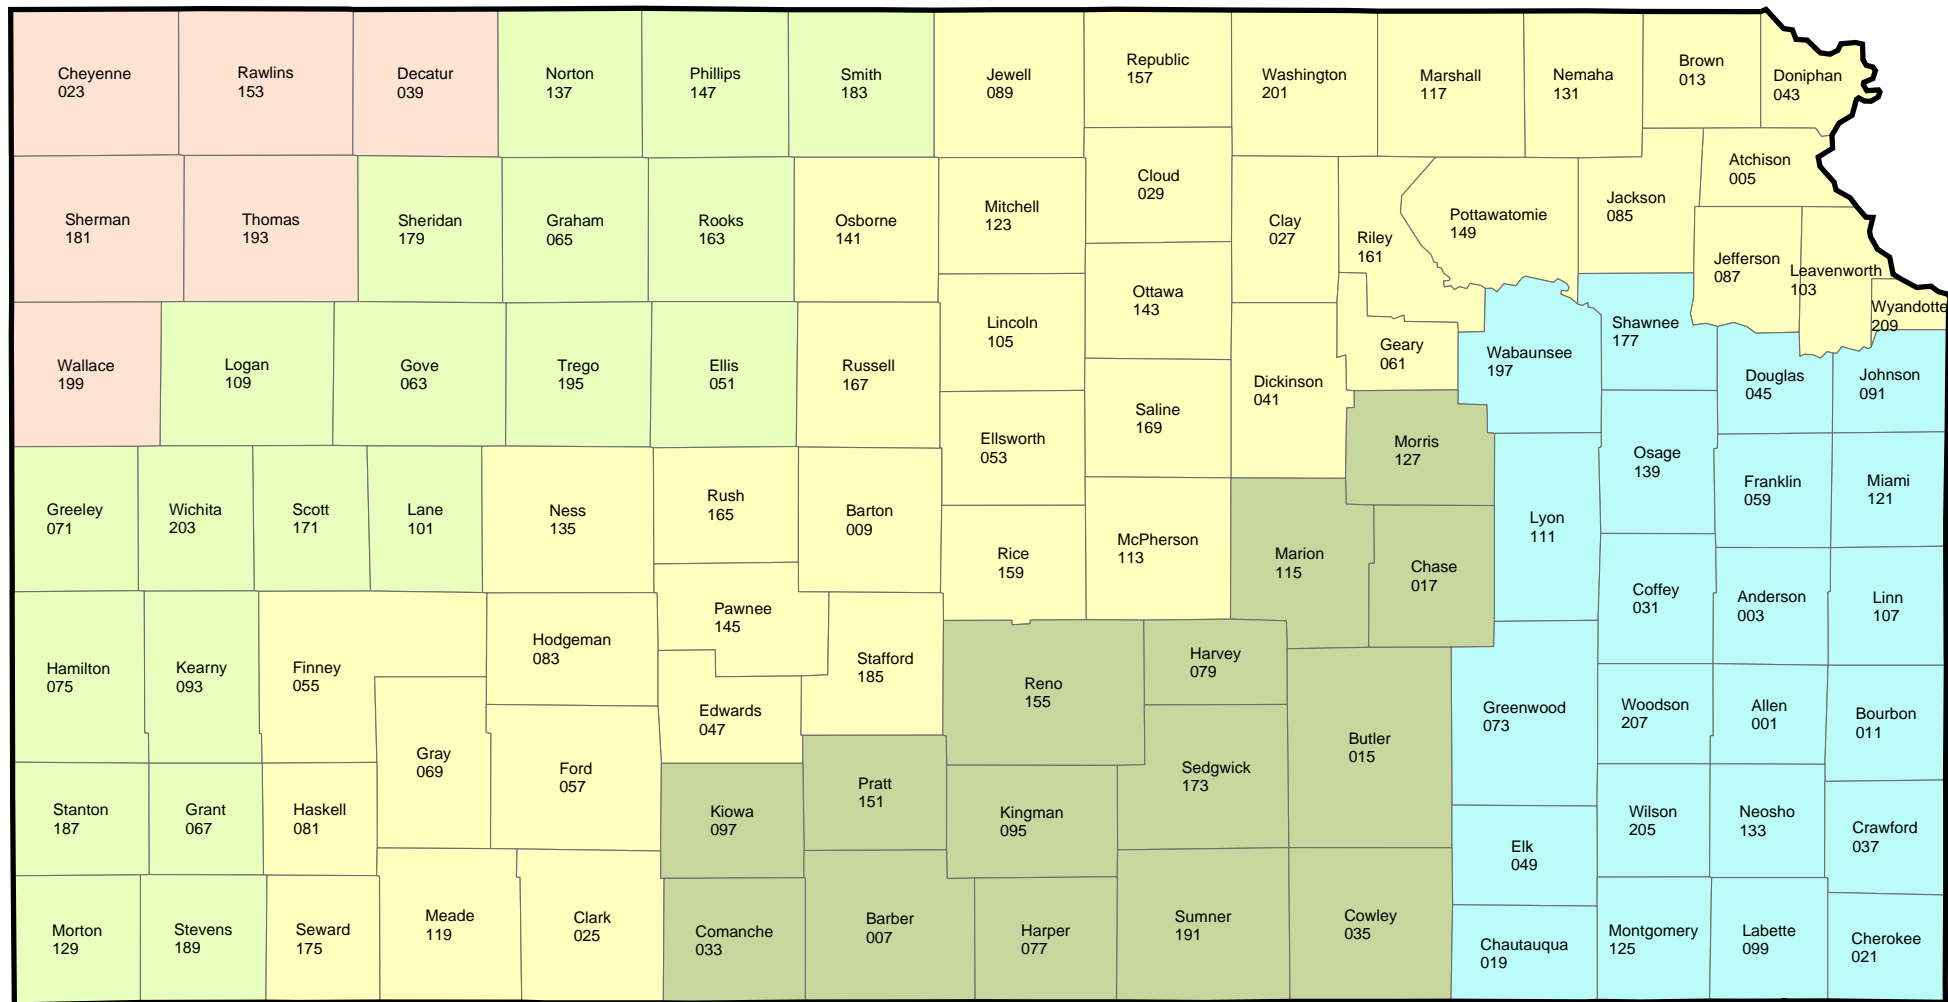 Cheyenne
023
Rawlins
153
Decatur
039
Norton
137
Phillips
147
Smith
183
Jewell
089
Republic
157
Washington
201
Marshall
117
Nemaha
131
Brown
013
Doniphan
043
Sherman
181
Thomas
193
Sheridan
179
Graham
065
Rooks
163
Osborne
141
Mitchell
123
Cloud
029
Clay
027
Riley
161
Pottawatomie
149
Jackson
085
Atchison
005
Jefferson
087
Leavenworth
103
Wyandotte
209
Wallace
199
Logan
109
Gove
063
Trego
195
Ellis
051
Russell
167
Lincoln
105
Ottawa
143
Dickinson
041
Geary
061
Wabaunsee
197
Shawnee
177
Douglas
045
Johnson
091
Ellsworth
053
Saline
169
Morris
127
Osage
139
Franklin
059
Miami
121
Greeley
071
Wichita
203
Scott
171
Lane
101
Ness
135
Rush
165
Barton
009
Rice
159
McPherson
113
Marion
115
Chase
017
Lyon
111
Coffey
031
Anderson
003
Linn
107
Hamilton
075
Kearny
093
Finney
055
Hodgeman
083
Pawnee
145
Stafford
185
Edwards
047
Reno
155
Harvey
079
Butler
015
Greenwood
073
Woodson
207
Allen
001
Bourbon
011
Gray
069
Ford
057
Stanton
187
Grant
067
Haskell
081
Kiowa
097
Pratt
151
Kingman
095
Sedgwick
173
Elk
049
Wilson
205
Neosho
133
Crawford
037
Morton
129
Stevens
189
Seward
175
Meade
119
Clark
025
Comanche
033
Barber
007
Harper
077
Sumner
191
Cowley
035
Chautauqua
019
Montgomery
125
Labette
099
Cherokee
021